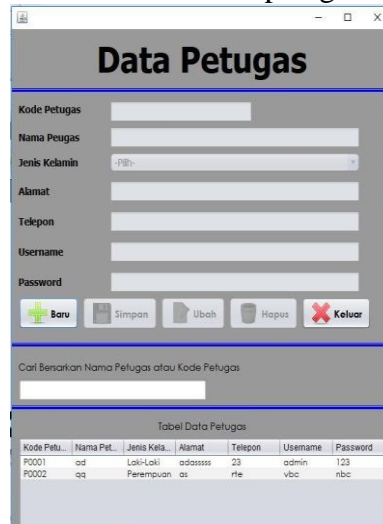 Data Petugas
Kode Petugas
Nama Peugas
Jenis Kelamin -Pilih-
Alamat
Telepon
Username
Password
Baru Simpan Ubah Hapus Keluar
Cari Bersarkan Nama Petugas atau Kode Petugas
Tabel Data Petugas
Kode Petu... Nama Pet... Jenis Kela... Alamat Telepon Username Password
P0001 ad Laki-Laki adasssss 23 admin 123
P0002 qq Perempuan as rte vbc nbc